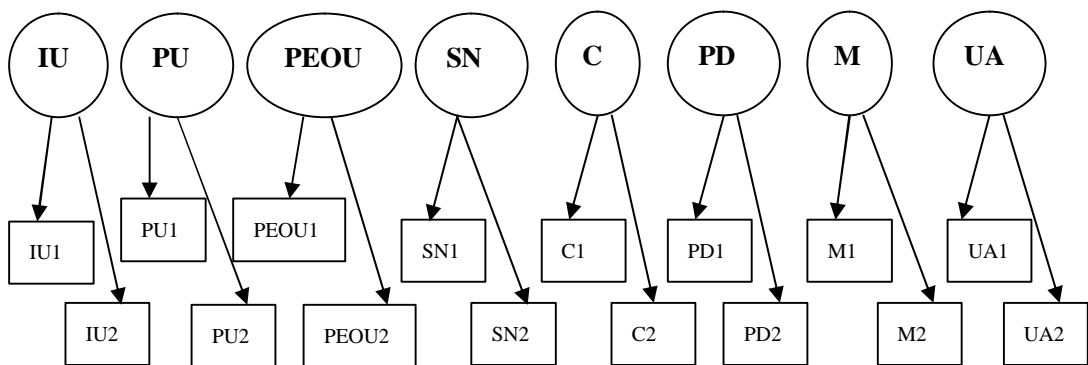 IU PU PEOU SN C PD M UA
PU1 PEOU1
IU1 SN1 C1 PD1 M1 UA1
IU2 PU2 PEOU2 SN2 C2 PD2 M2 UA2